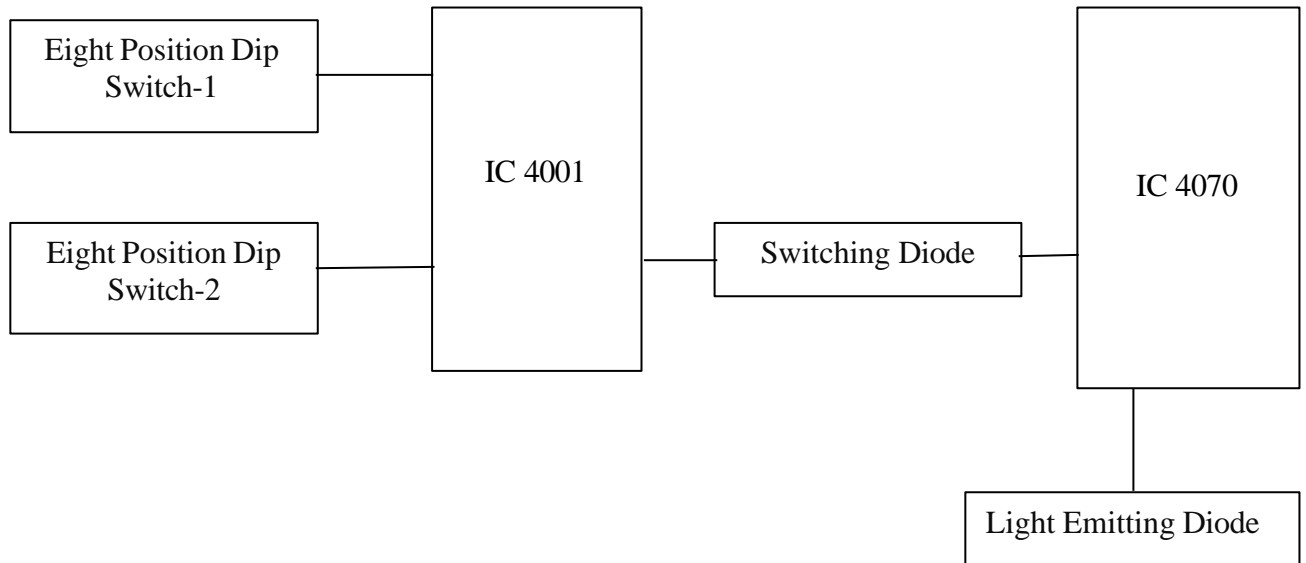 Eight Position Dip
Switch-1
IC 4001
IC 4070
Eight Position Dip
Switch-2
Switching Diode
Light Emitting Diode